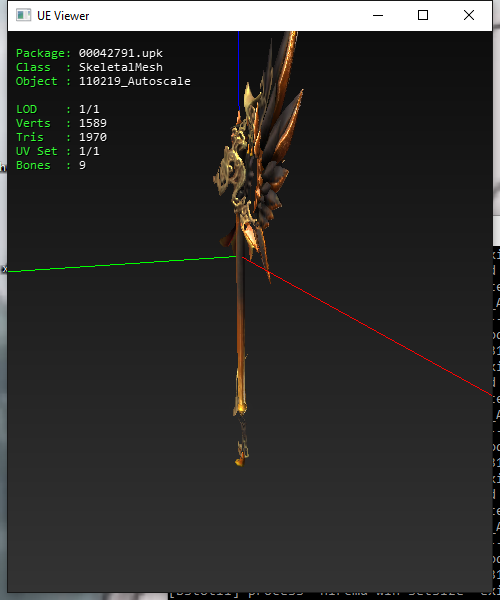 UE Viewer
Package: 00042791.upk
Class : SkeletalMesh
Object : 110219_Autoscale
LOD : 1/1
Verts : 1589
Tris : 1970
UV Set : 1/1
Bones : 9